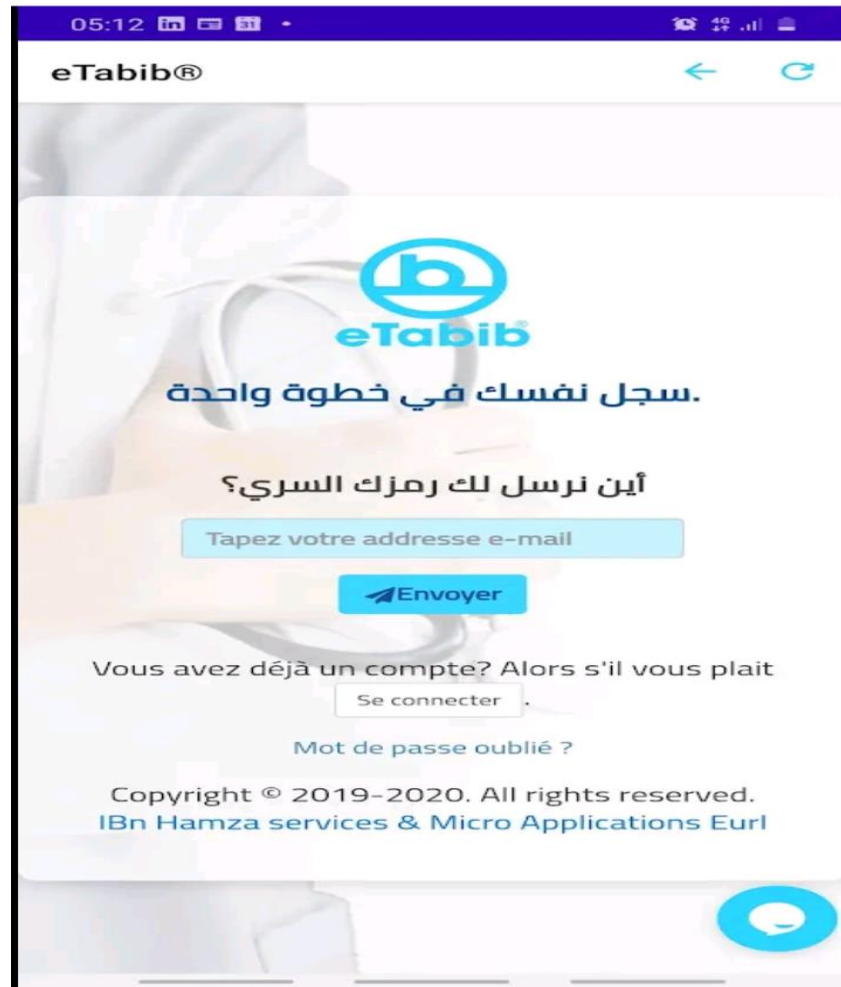 05:12
eTabib®
eTabib®
سجل نفسك في خطوة واحدة.
أين نرسل لك رمزك السري؟
Tapez votre addresse e-mail
Envoyer
Vous avez déjà un compte? Alors s'il vous plait
Se connecter .
Mot de passe oublié ?
Copyright © 2019-2020. All rights reserved.
IBn Hamza services & Micro Applications Eurl